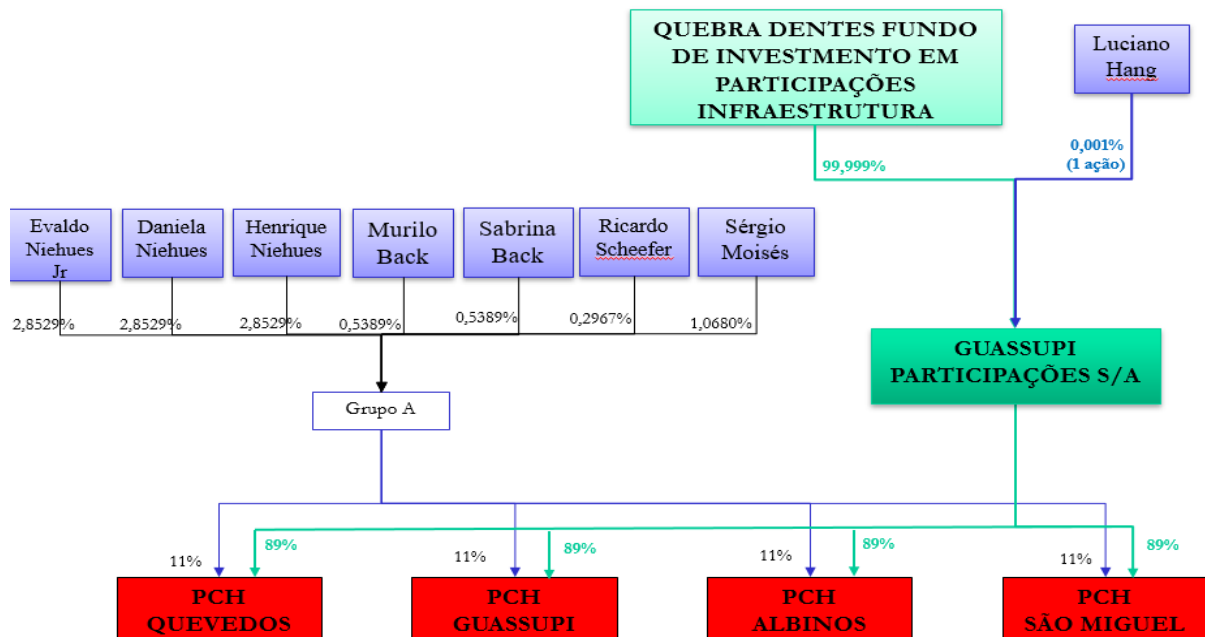 QUEBRA DENTES FUNDO
DE INVESTMENTO EM
PARTICIPAÇÕES
INFRAESTRUTURA
Luciano
Hang
99,999%
0,001%
(1 ação)
Evaldo
Niehues
Jr
Daniela
Niehues
Henrique
Niehues
Murilo
Back
Sabrina
Back
Ricardo
Scheefer
Sérgio
Moisés
2,8529%
2,8529%
2,8529%
0,5389%
0,5389%
0,2967%
1,0680%
GUASSUPI
PARTICIPAÇÕES S/A
Grupo A
11%
89%
11%
89%
11%
89%
11%
89%
PCH
QUEVEDOS
PCH
GUASSUPI
PCH
ALBINOS
PCH
SÃO MIGUEL